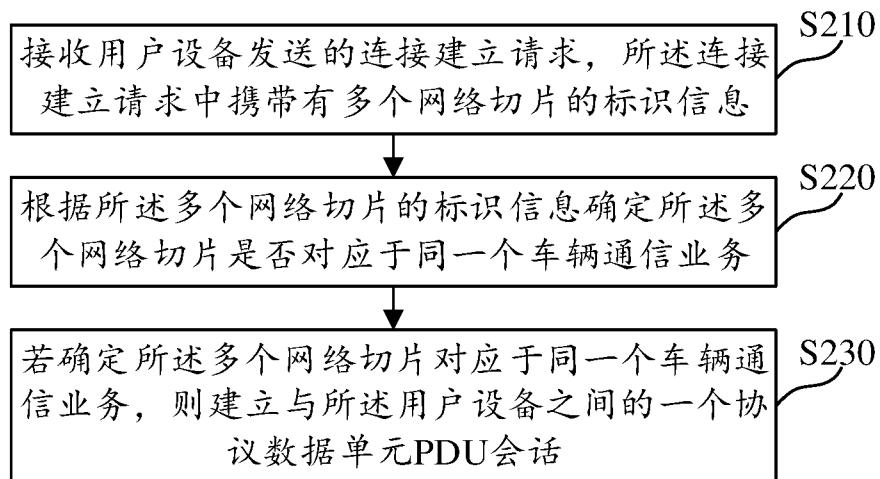 S210
接收用户设备发送的连接建立请求，所述连接
建立请求中携带有多个网络切片的标识信息
S220
根据所述多个网络切片的标识信息确定所述多
个网络切片是否对应于同一个车辆通信业务
S230
若确定所述多个网络切片对应于同一个车辆通
信业务，则建立与所述用户设备之间的一个协
议数据单元PDU会话